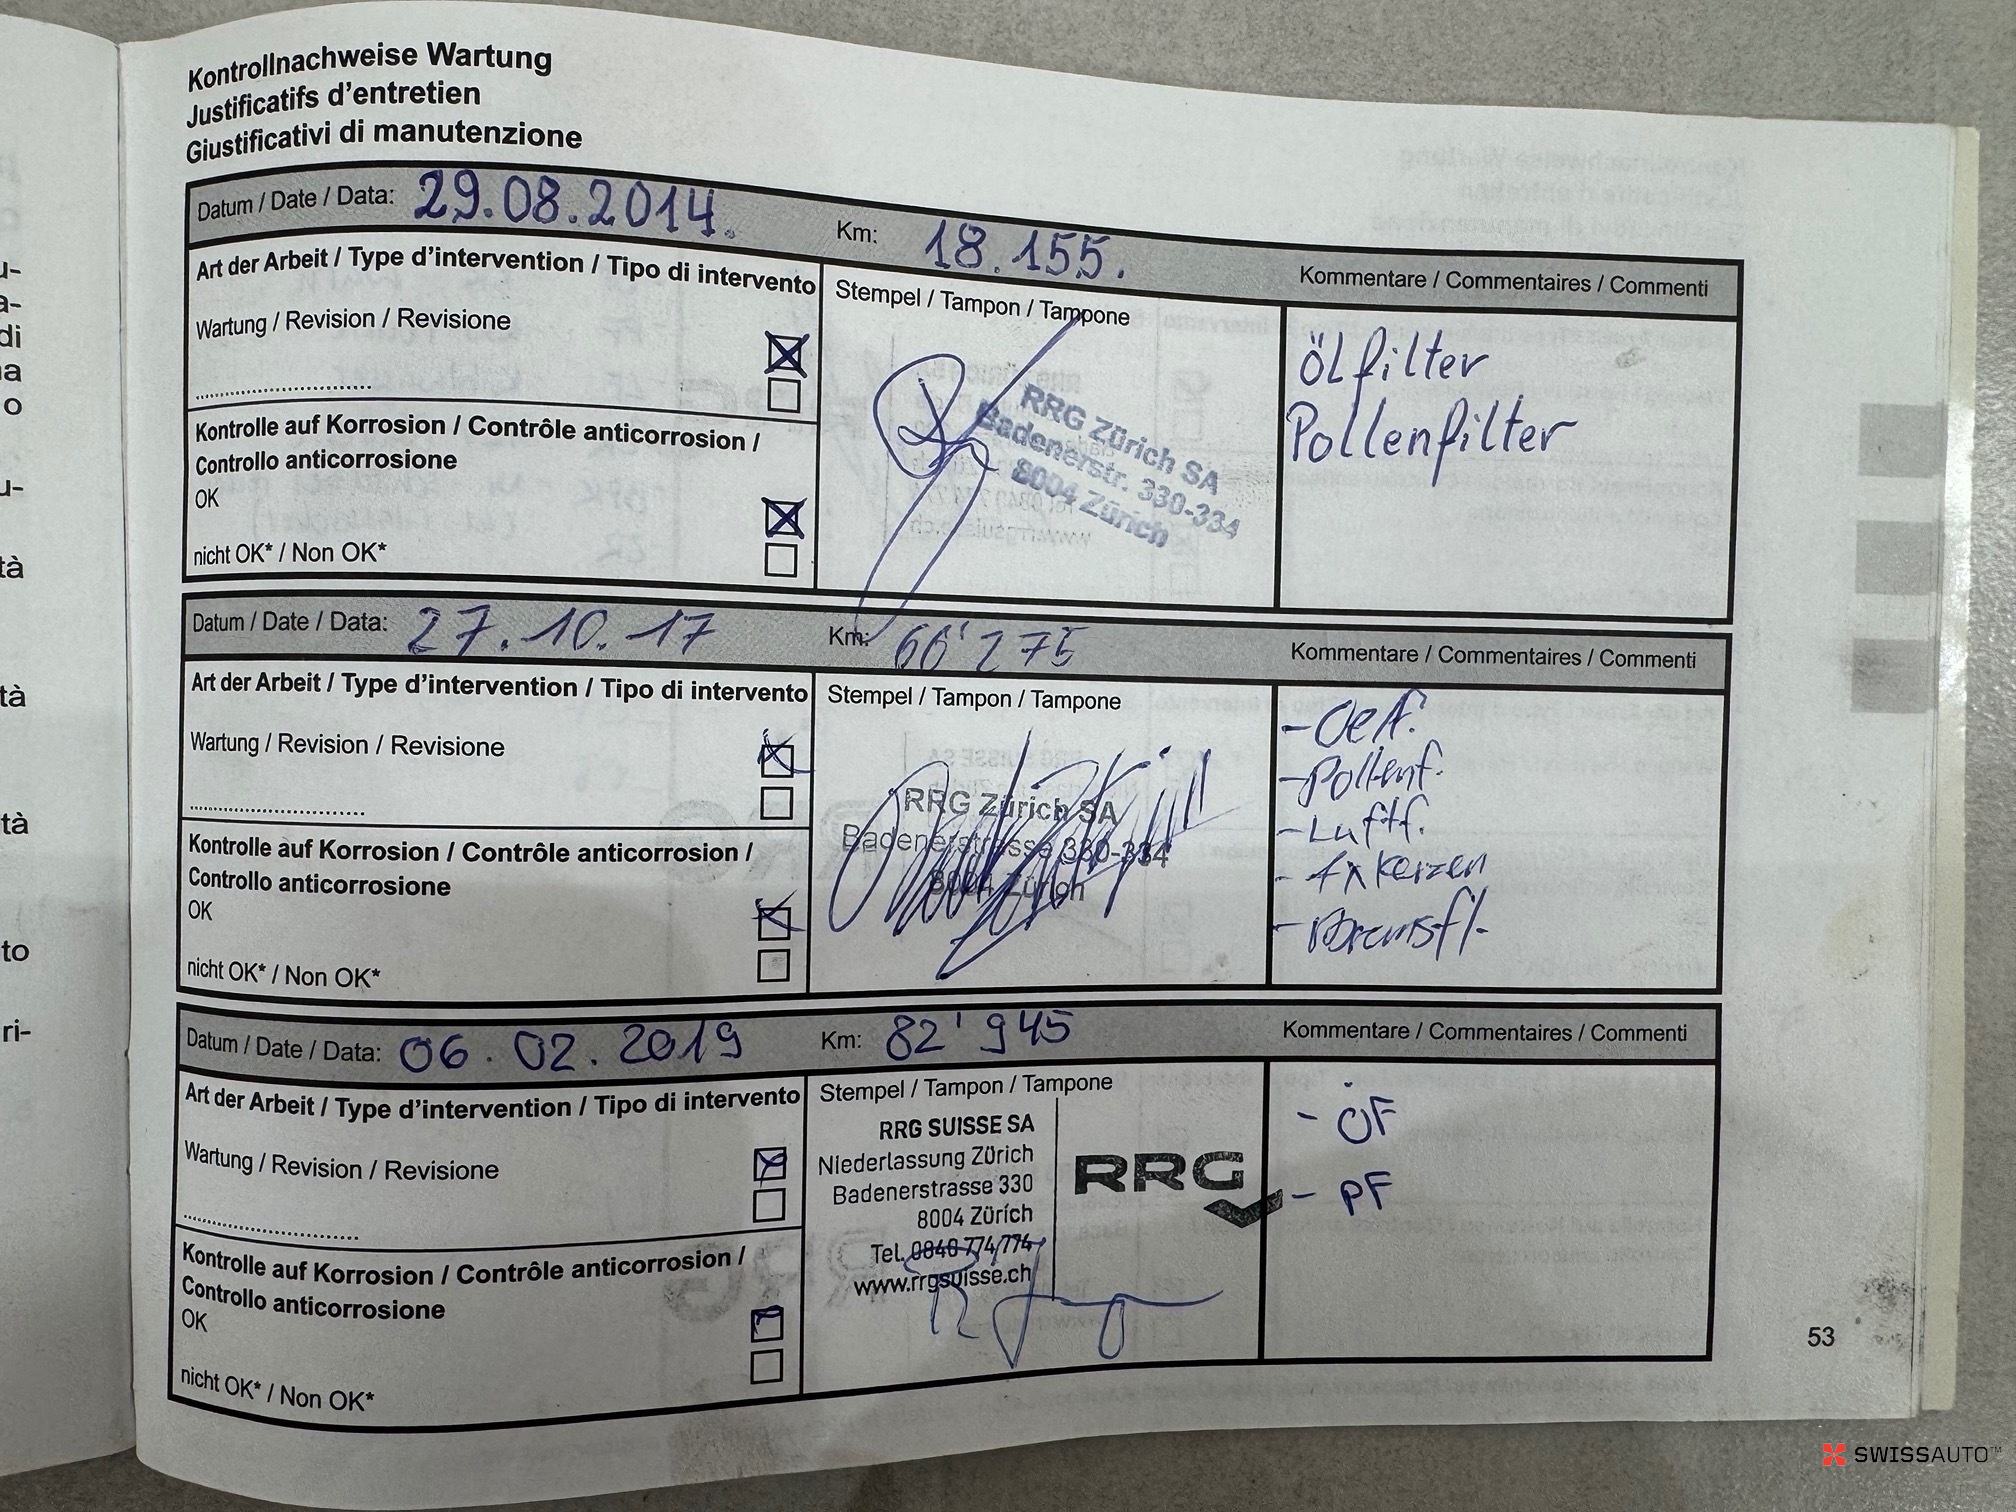 Kontrollnachweise Wartung
Justificatifs d'entretien
Giustificativi di manutenzione
Datum / Date / Data: 29.08.2014. Km: 18.155. Kommentare / Commentaires / Commenti
Art der Arbeit / Type d'intervention / Tipo di intervento
Stempel / Tampon / Tampone
Wartung / Revision / Revisione
Ölfilter
Pollenfilter
RRG Zürich SA
Badenerstr. 330-334
8004 Zürich
Kontrolle auf Korrosion / Contrôle anticorrosion /
Controllo anticorrosione
OK
nicht OK* / Non OK*
Datum / Date / Data: 27.10.17 Km: 66'275 Kommentare / Commentaires / Commenti
Art der Arbeit / Type d'intervention / Tipo di intervento
Stempel / Tampon / Tampone
Wartung / Revision / Revisione
- Pollenf.
- Luftf.
kerzen
- Bremsfl.
RRG Zürich SA
Badenerstrasse 330-334
8004 Zürich
Kontrolle auf Korrosion / Contrôle anticorrosion /
Controllo anticorrosione
OK
nicht OK* / Non OK*
Datum / Date / Data: 06.02.2019 Km: 82'945 Kommentare / Commentaires / Commenti
Art der Arbeit / Type d'intervention / Tipo di intervento
Stempel / Tampon / Tampone
Wartung / Revision / Revisione
- ÖF
- PF
RRG SUISSE SA
Niederlassung Zürich
Badenerstrasse 330
8004 Zürich
Tel. 0840 774 774
www.rrgsuisse.ch
RRG
Kontrolle auf Korrosion / Contrôle anticorrosion /
Controllo anticorrosione
OK
nicht OK* / Non OK*
53
SWISSAUTO™